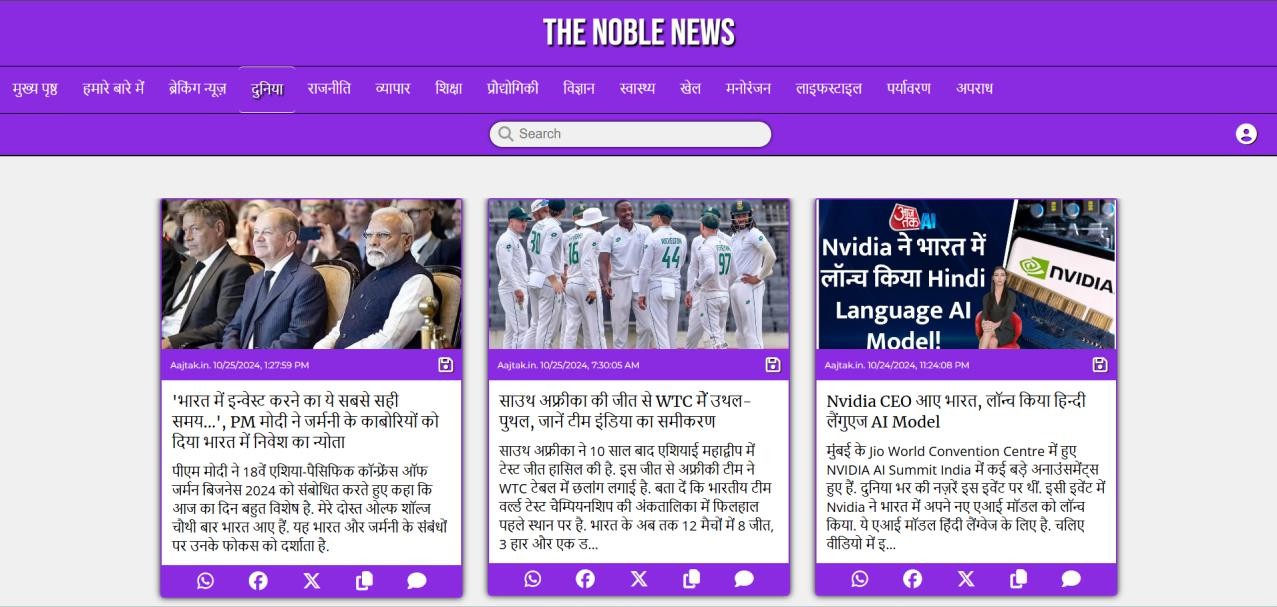 THE NOBLE NEWS
मुख्य पृष्ठ हमारे बारे में ब्रेकिंग न्यूज़ दुनिया राजनीति व्यापार शिक्षा प्रौद्योगिकी विज्ञान स्वास्थ्य खेल मनोरंजन लाइफस्टाइल पर्यावरण अपराध
Search
Aajtak.in. 10/25/2024, 1:27:59 PM
'भारत में इन्वेस्ट करने का ये सबसे सही
समय...', PM मोदी ने जर्मनी के काबोरियों को
दिया भारत में निवेश का न्योता
पीएम मोदी ने 18वें एशिया-पैसिफिक कॉन्फ्रेंस ऑफ
जर्मन बिजनेस 2024 को संबोधित करते हुए कहा कि
आज का दिन बहुत विशेष है. मेरे दोस्त ओल्फ शॉल्ज
चौथी बार भारत आए हैं. यह भारत और जर्मनी के संबंधों
पर उनके फोकस को दर्शाता है.
30
16
ROCHELSTON
44
97
Aajtak.in. 10/25/2024, 7:30:05 AM
साउथ अफ्रीका की जीत से WTC में उथल-
पुथल, जानें टीम इंडिया का समीकरण
साउथ अफ्रीका ने 10 साल बाद एशियाई महाद्वीप में
टेस्ट जीत हासिल की है. इस जीत से अफ्रीकी टीम ने
WTC टेबल में छलांग लगाई है. बता दें कि भारतीय टीम
वर्ल्ड टेस्ट चेम्पियनशिप की अंकतालिका में फिलहाल
पहले स्थान पर है. भारत के अब तक 12 मैचों में 8 जीत,
3 हार और एक ड...
आज तक AI
Nvidia ने भारत में
लॉन्च किया Hindi
Language AI
Model!
NVIDIA
Aajtak.in. 10/24/2024, 11:24:08 PM
Nvidia CEO आए भारत, लॉन्च किया हिन्दी
लैंगुएज AI Model
मुंबई के Jio World Convention Centre में हुए
NVIDIA AI Summit India में कई बड़े अनाउंसमेंट्स
हुए हैं. दुनिया भर की नज़रें इस इवेंट पर थीं. इसी इवेंट में
Nvidia ने भारत में अपने नए एआई मॉडल को लॉन्च
किया. ये एआई मॉडल हिंदी लैंग्वेज के लिए है. चलिए
वीडियो में इ...